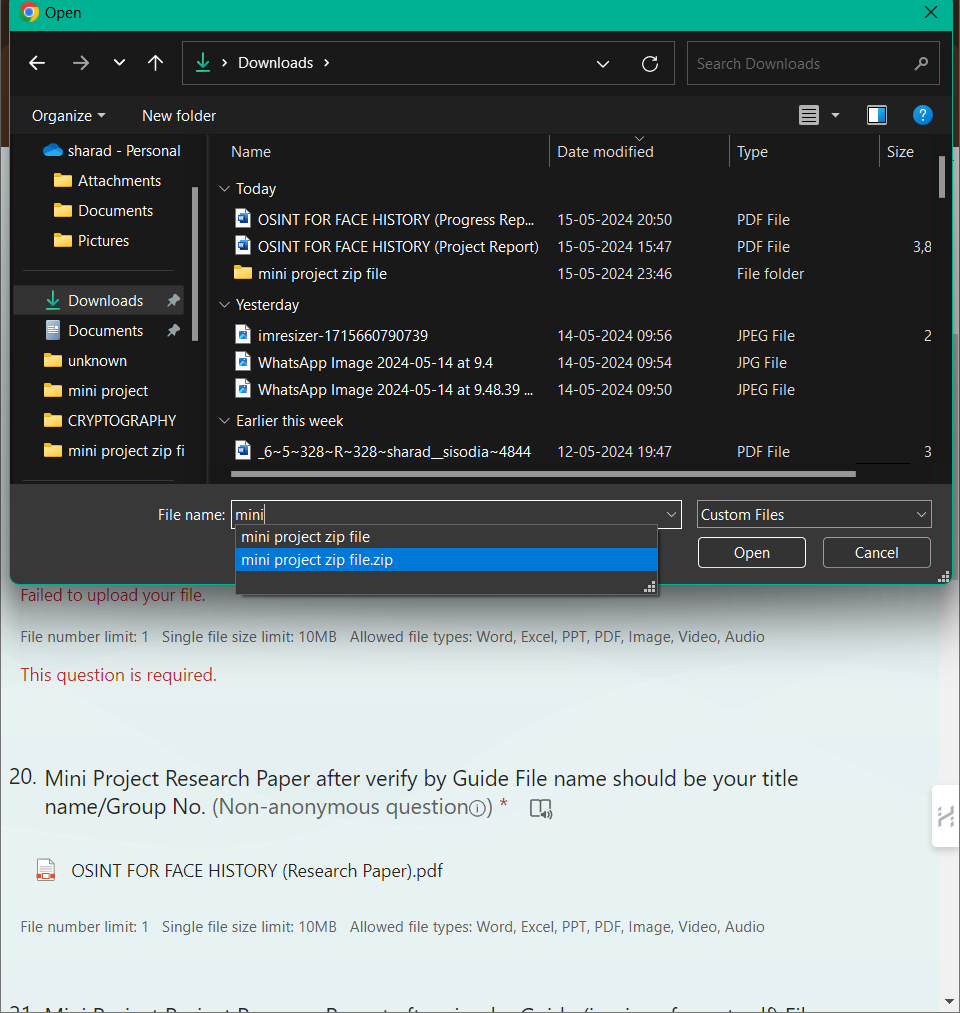 Open
Downloads
Search Downloads
Organize
New folder
sharad - Personal
Attachments
Documents
Pictures
Downloads
Documents
unknown
mini project
CRYPTOGRAPHY
mini project zip fi
Name Date modified Type Size
Today
OSINT FOR FACE HISTORY (Progress Rep... 15-05-2024 20:50 PDF File
OSINT FOR FACE HISTORY (Project Report) 15-05-2024 15:47 PDF File 3,8
mini project zip file 15-05-2024 23:46 File folder
Yesterday
imresizer-1715660790739 14-05-2024 09:56 JPEG File 2
WhatsApp Image 2024-05-14 at 9.4 14-05-2024 09:54 JPG File
WhatsApp Image 2024-05-14 at 9.48.39 ... 14-05-2024 09:50 JPEG File
Earlier this week
_6~5~328~R~328~sharad__sisodia~4844 12-05-2024 19:47 PDF File 3
File name: mini
Custom Files
mini project zip file
mini project zip file.zip
Open
Cancel
Failed to upload your file.
File number limit: 1 Single file size limit: 10MB Allowed file types: Word, Excel, PPT, PDF, Image, Video, Audio
This question is required.
20. Mini Project Research Paper after verify by Guide File name should be your title
name/Group No. (Non-anonymous question) *
OSINT FOR FACE HISTORY (Research Paper).pdf
File number limit: 1 Single file size limit: 10MB Allowed file types: Word, Excel, PPT, PDF, Image, Video, Audio